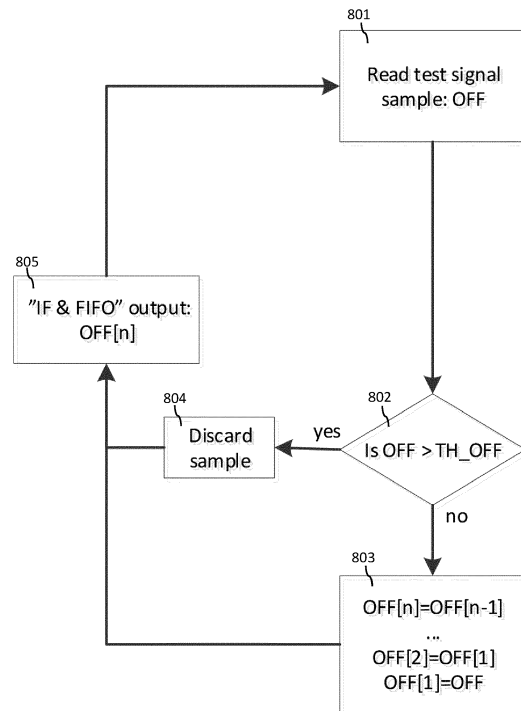 801
Read test signal
sample: OFF
805
”IF & FIFO” output:
OFF[n]
802
Is OFF > TH_OFF
yes
804
Discard
sample
no
803
OFF[n]=OFF[n-1]
...
OFF[2]=OFF[1]
OFF[1]=OFF